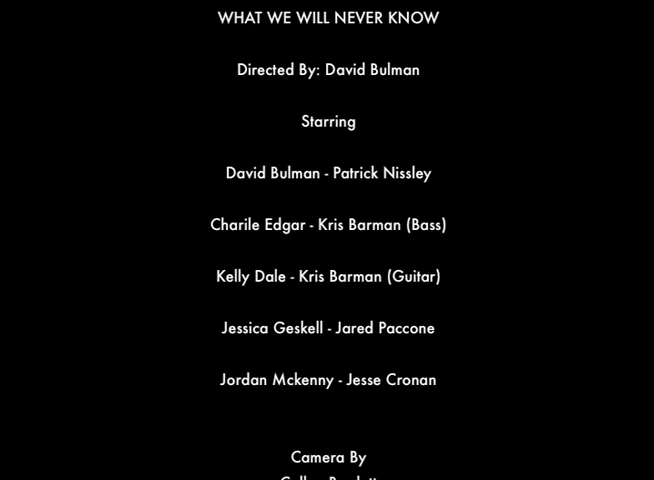 WHAT WE WILL NEVER KNOW
Directed By: David Bulman
Starring
David Bulman - Patrick Nissley
Charile Edgar - Kris Barman (Bass)
Kelly Dale - Kris Barman (Guitar)
Jessica Geskell - Jared Paccone
Jordan Mckenny - Jesse Cronan
Camera By